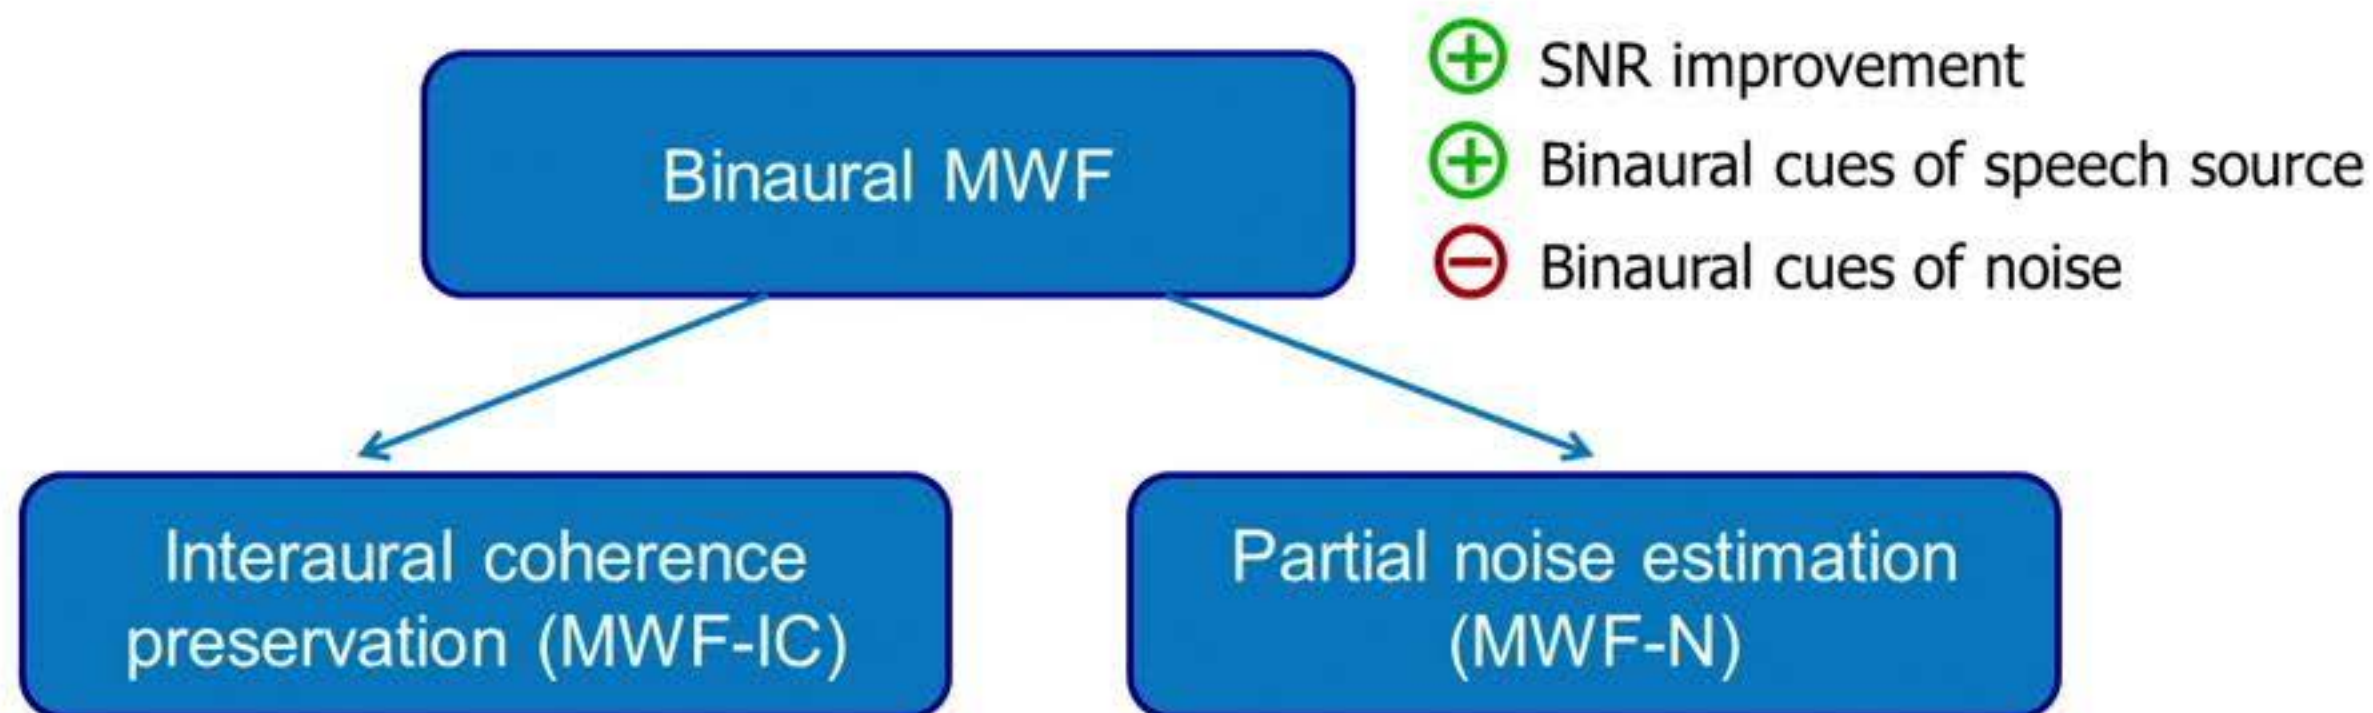 Binaural MWF
SNR improvement
Binaural cues of speech source
Binaural cues of noise
Interaural coherence
preservation (MWF-IC)
Partial noise estimation
(MWF-N)